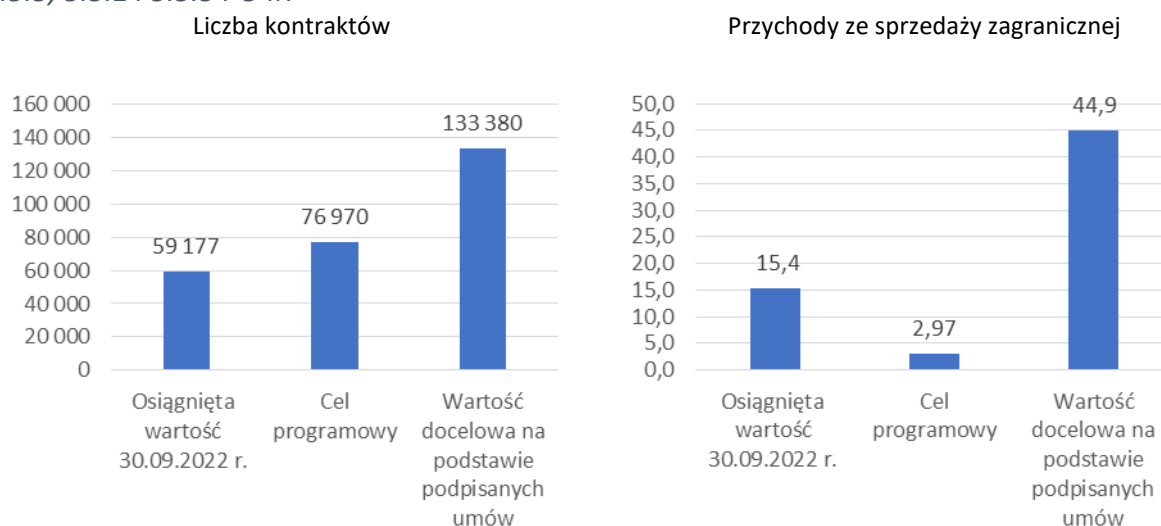 Liczba kontraktów
160 000
140 000
120 000
100 000
80 000
60 000
40 000
20 000
0
59 177
76 970
133 380
Osiągnięta
wartość
30.09.2022 r.
Cel
programowy
Wartość
docelowa na
podstawie
podpisanych
umów
Przychody ze sprzedaży zagranicznej
50,0
45,0
40,0
35,0
30,0
25,0
20,0
15,0
10,0
5,0
0,0
15,4
2,97
44,9
Osiągnięta
wartość
30.09.2022 r.
Cel
programowy
Wartość
docelowa na
podstawie
podpisanych
umów